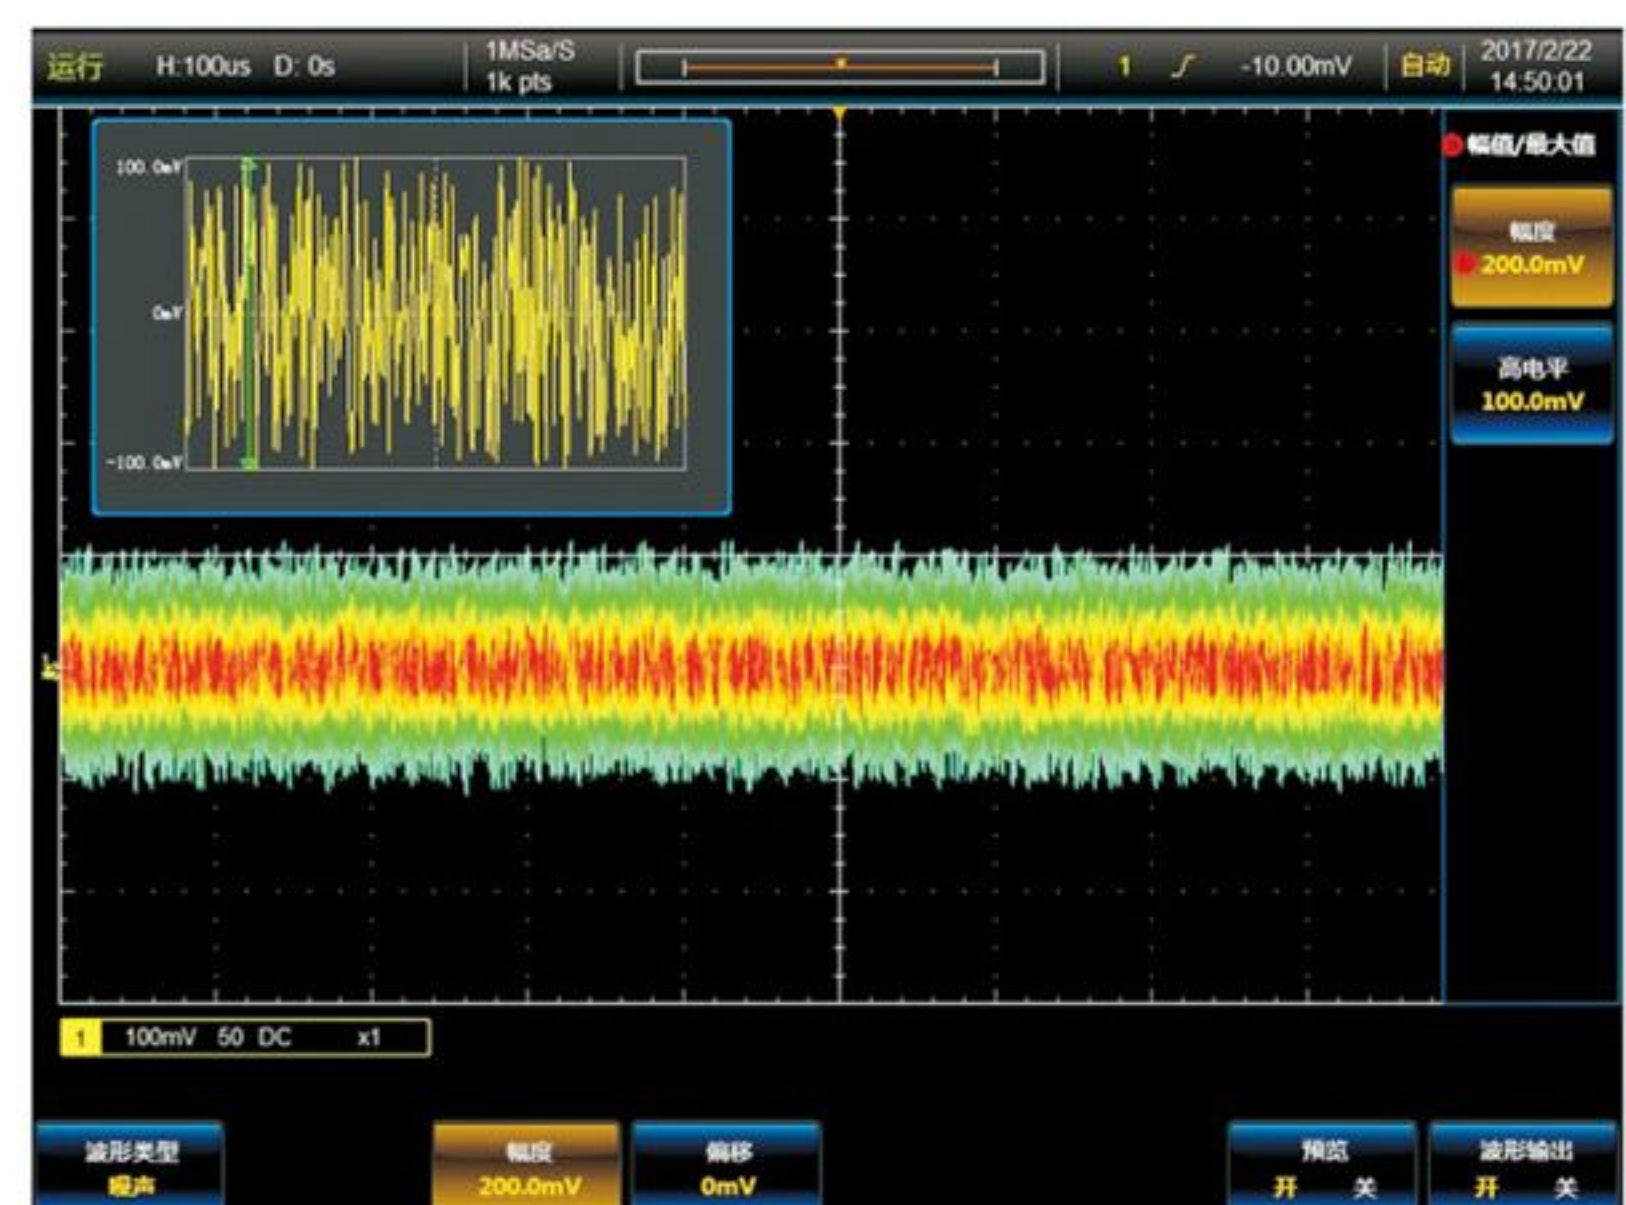 运行 H:100us D: 0s 1MSa/S 1k pts 1 -10.00mV 自动 2017/2/22 14:50:01
幅值/最大值
幅度
200.0mV
高电平
100.0mV
100.0mV
0mV
-100.0mV
1 100mV 50 DC x1
波形类型
噪声
幅度
200.0mV
偏移
0mV
预览
开 关
波形输出
开 关